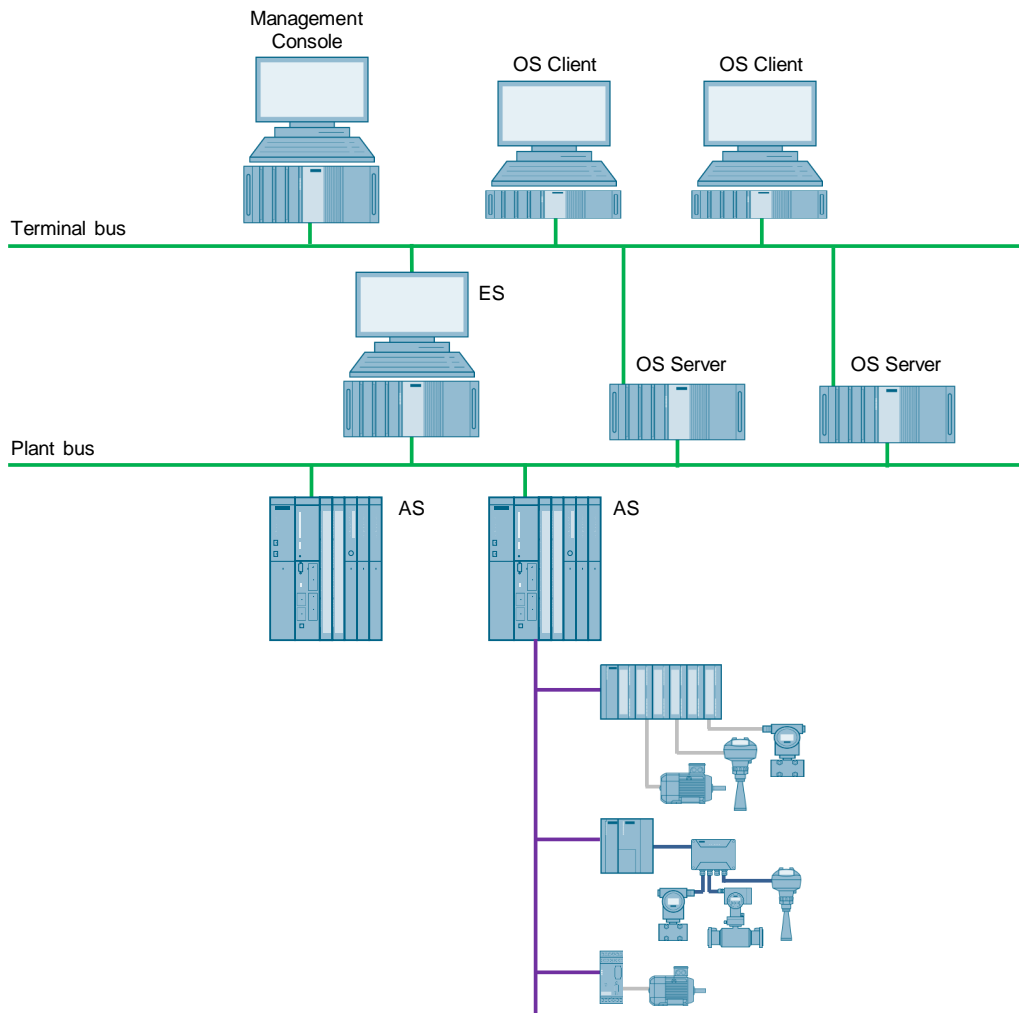 Management
Console
OS Client
OS Client
Terminal bus
ES
OS Server
OS Server
Plant bus
AS
AS